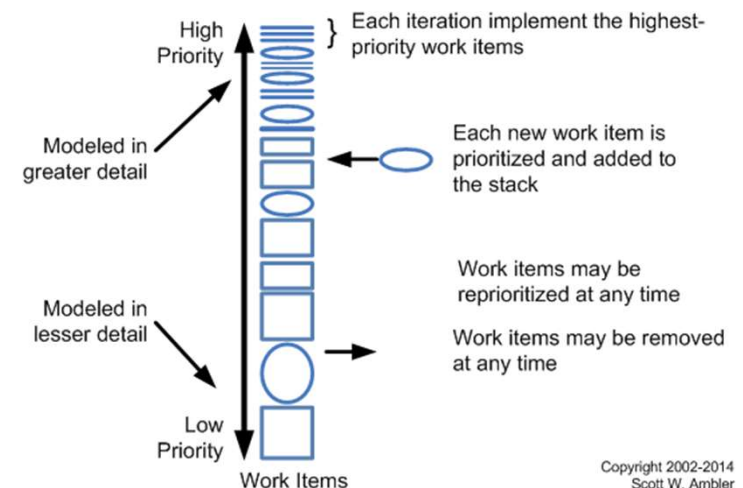 High
Priority
Each iteration implement the highest-
priority work items
Modeled in
greater detail
Each new work item is
prioritized and added to
the stack
Work items may be
reprioritized at any time
Modeled in
lesser detail
Work items may be removed
at any time
Low
Priority
Work Items
Copyright 2002-2014
Scott W. Ambler